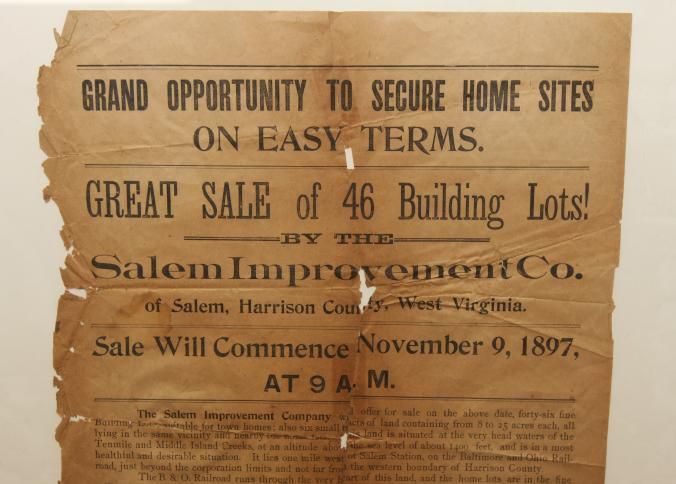 GRAND OPPORTUNITY TO SECURE HOME SITES
ON EASY TERMS.
GREAT SALE of 46 Building Lots!
BY THE
Salem Improvement Co.
of Salem, Harrison County, West Virginia.
Sale Will Commence November 9, 1897,
AT 9 A. M.
The Salem Improvement Company offer for sale on the above date, forty-six fine
Building suitable for town homes; also six small of land containing from 8 to 25 acres each, all
lying in the same vicinity and nearby land is situated at the very head waters of the
Tenmile and Middle Island Creeks, at an altitude above sea level of about 1400 feet, and is in a most
healthful and desirable situation. It lies one mile west of Salem Station, on the Baltimore and Ohio Rail-
road, just beyond the corporation limits and not far from the western boundary of Harrison County.
The B & O. Railroad runs through the very of this land, and the home lots are in the fine